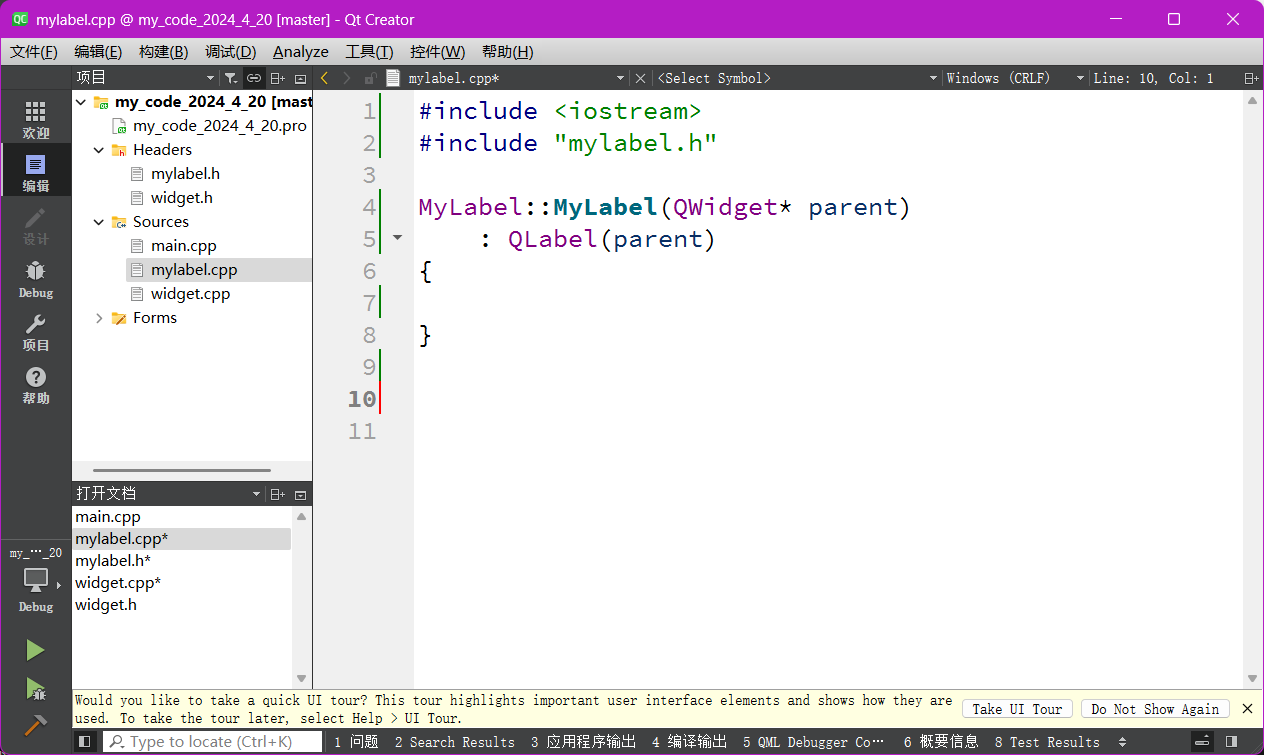 mylabel.cpp @ my_code_2024_4_20 [master] - Qt Creator
文件(F) 编辑(E) 构建(B) 调试(D) Analyze 工具(T) 控件(W) 帮助(H)
项目
mylabel.cpp*
<Select Symbol>
Windows (CRLF)
Line: 10, Col: 1
欢迎
编辑
设计
Debug
项目
帮助
my_code_2024_4_20 [mast
my_code_2024_4_20.pro
Headers
mylabel.h
widget.h
Sources
main.cpp
mylabel.cpp
widget.cpp
Forms
1 #include <iostream>
2 #include "mylabel.h"
3
4 MyLabel::MyLabel(QWidget* parent)
5     : QLabel(parent)
6 {
7
8 }
9
10
11
打开文档
main.cpp
mylabel.cpp*
mylabel.h*
widget.cpp*
widget.h
my_···_20
Debug
Would you like to take a quick UI tour? This tour highlights important user interface elements and shows how they are
used. To take the tour later, select Help > UI Tour.
Take UI Tour
Do Not Show Again
Type to locate (Ctrl+K)
1 问题 2 Search Results 3 应用程序输出 4 编译输出 5 QML Debugger Co··· 6 概要信息 8 Test Results